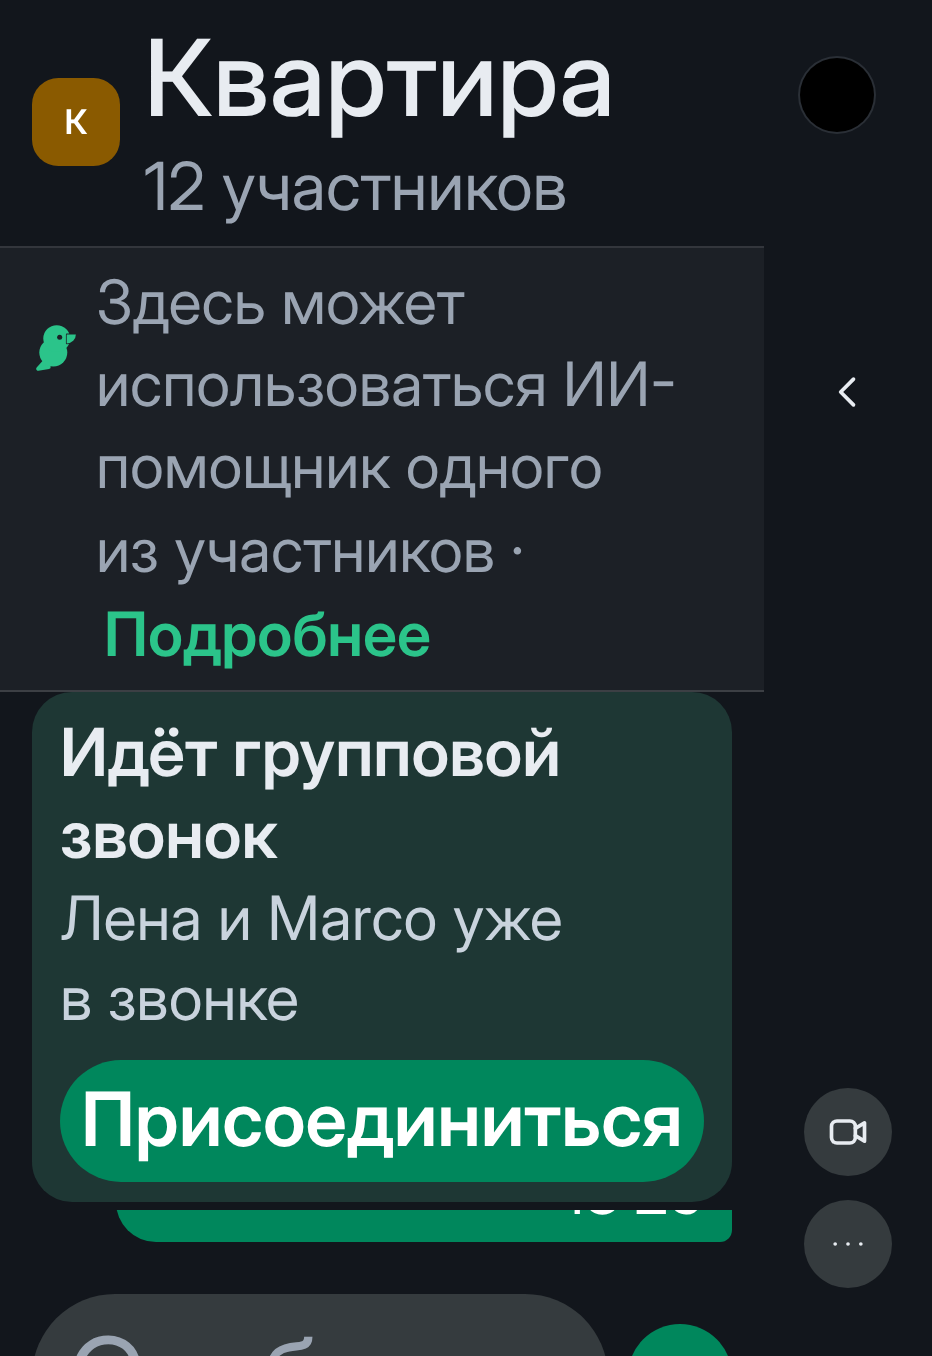 К
Квартира
12 участников
Здесь может
использоваться ИИ-
помощник одного
из участников ·
Подробнее
Идёт групповой
звонок
Лена и Marco уже
в звонке
Присоединиться